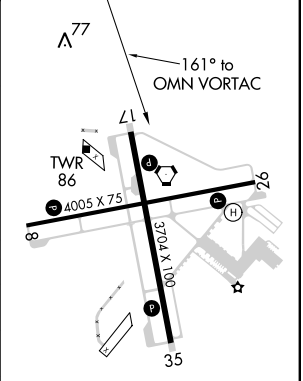 77
161° to
OMN VORTAC
17
TWR
86
P
26
P
P
4005 X 75
H
8
3704 X 100
P
35